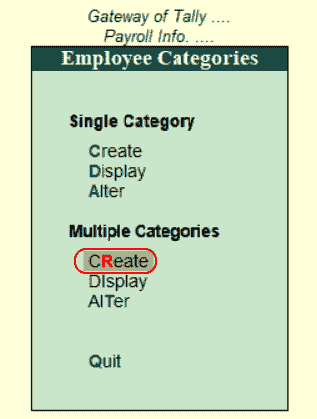 Gateway of Tally ....
Payroll Info. ....
Employee Categories
Single Category
Create
Display
Alter
Multiple Categories
CReate
DIsplay
AlTer
Quit